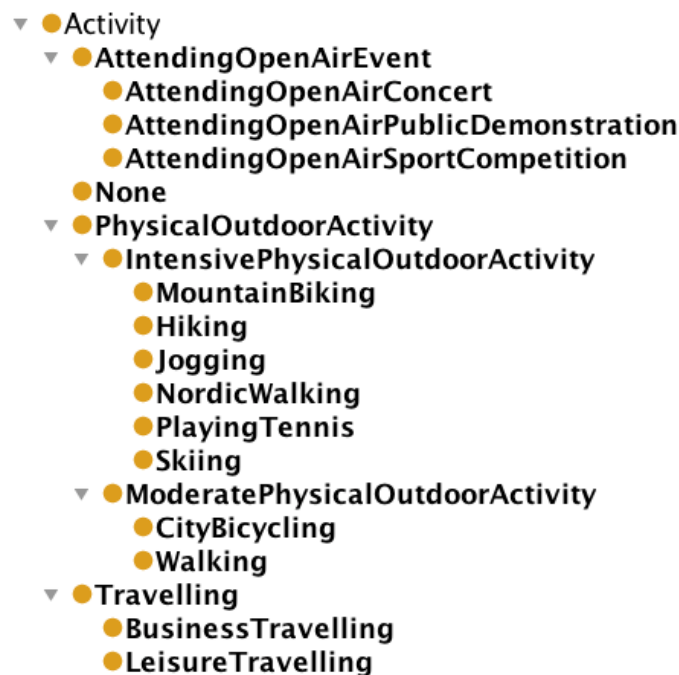 Activity
AttendingOpenAirEvent
AttendingOpenAirConcert
AttendingOpenAirPublicDemonstration
AttendingOpenAirSportCompetition
None
PhysicalOutdoorActivity
IntensivePhysicalOutdoorActivity
MountainBiking
Hiking
Jogging
NordicWalking
PlayingTennis
Skiing
ModeratePhysicalOutdoorActivity
CityBicycling
Walking
Travelling
BusinessTravelling
LeisureTravelling